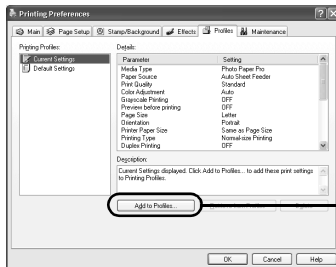 Printing Preferences
Main Page Setup Stamp/Background Effects Profiles Maintenance
Printing Profiles:
Current Settings
Default Settings
Details:
Parameter Setting
Media Type Photo Paper Pro
Paper Source Auto Sheet Feeder
Print Quality Standard
Color Adjustment Auto
Grayscale Printing OFF
Preview before printing OFF
Page Size Letter
Orientation Portrait
Printer Paper Size Same as Page Size
Printing Type Normal-size Printing
Duplex Printing OFF
Description:
Current Settings displayed. Click Add to Profiles... to add these print settings
to Printing Profiles.
Add to Profiles...
OK Cancel Help